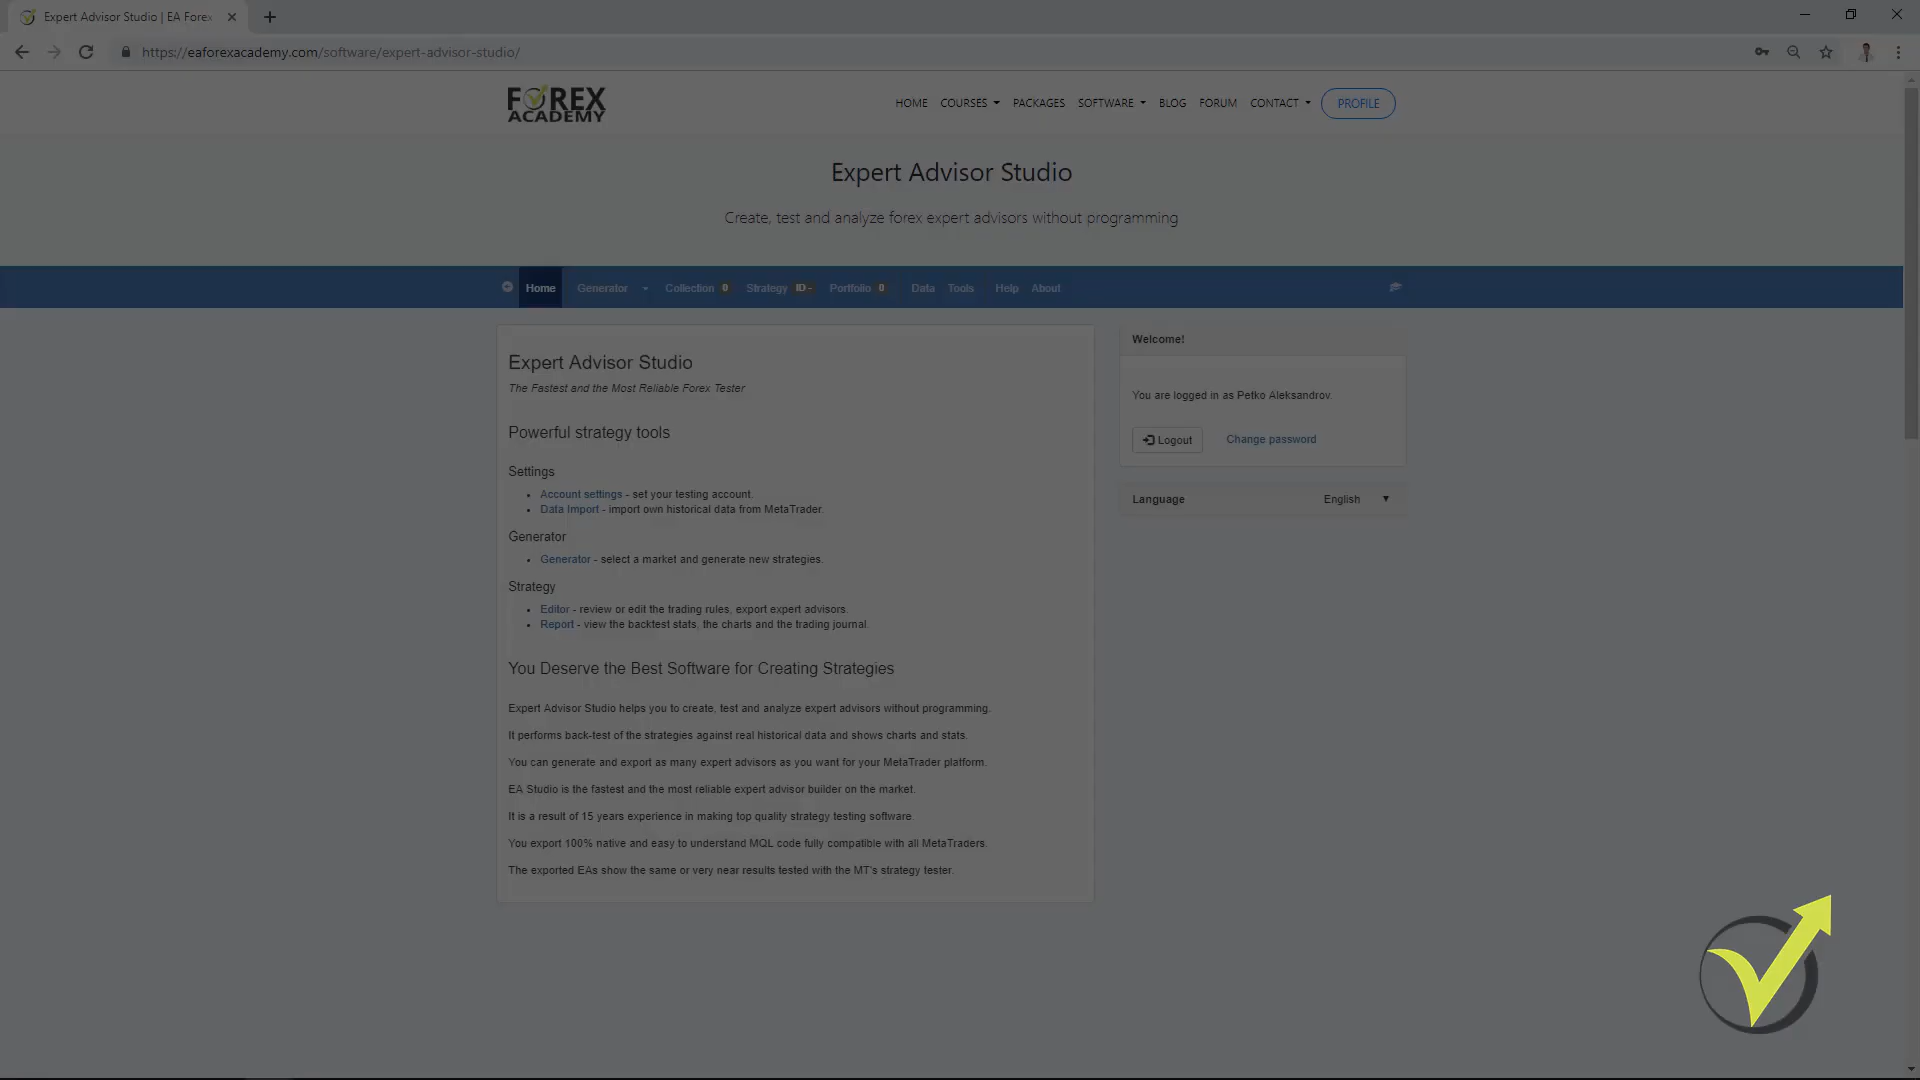 Expert Advisor Studio | EA Forex
https://eaforexacademy.com/software/expert-advisor-studio/
FOREX
ACADEMY
HOME COURSES PACKAGES SOFTWARE BLOG FORUM CONTACT PROFILE
Expert Advisor Studio
Create, test and analyze forex expert advisors without programming
Home Generator Collection 0 Strategy ID - Portfolio 0 Data Tools Help About
Expert Advisor Studio
The Fastest and the Most Reliable Forex Tester
Powerful strategy tools
Settings
Account settings - set your testing account.
Data Import - import own historical data from MetaTrader.
Generator
Generator - select a market and generate new strategies.
Strategy
Editor - review or edit the trading rules, export expert advisors.
Report - view the backtest stats, the charts and the trading journal.
You Deserve the Best Software for Creating Strategies
Expert Advisor Studio helps you to create, test and analyze expert advisors without programming.
It performs back-test of the strategies against real historical data and shows charts and stats.
You can generate and export as many expert advisors as you want for your MetaTrader platform.
EA Studio is the fastest and the most reliable expert advisor builder on the market.
It is a result of 15 years experience in making top quality strategy testing software.
You export 100% native and easy to understand MQL code fully compatible with all MetaTraders.
The exported EAs show the same or very near results tested with the MT's strategy tester.
Welcome!
You are logged in as Petko Aleksandrov.
Logout Change password
Language English